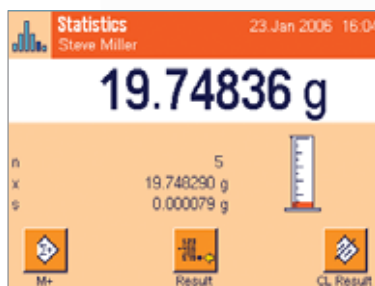 Statistics 23.Jan 2006 16:04
Steve Miller
19.74836 g
n 5
x 19.748290 g
s 0.000079 g
M+ Result CL Result